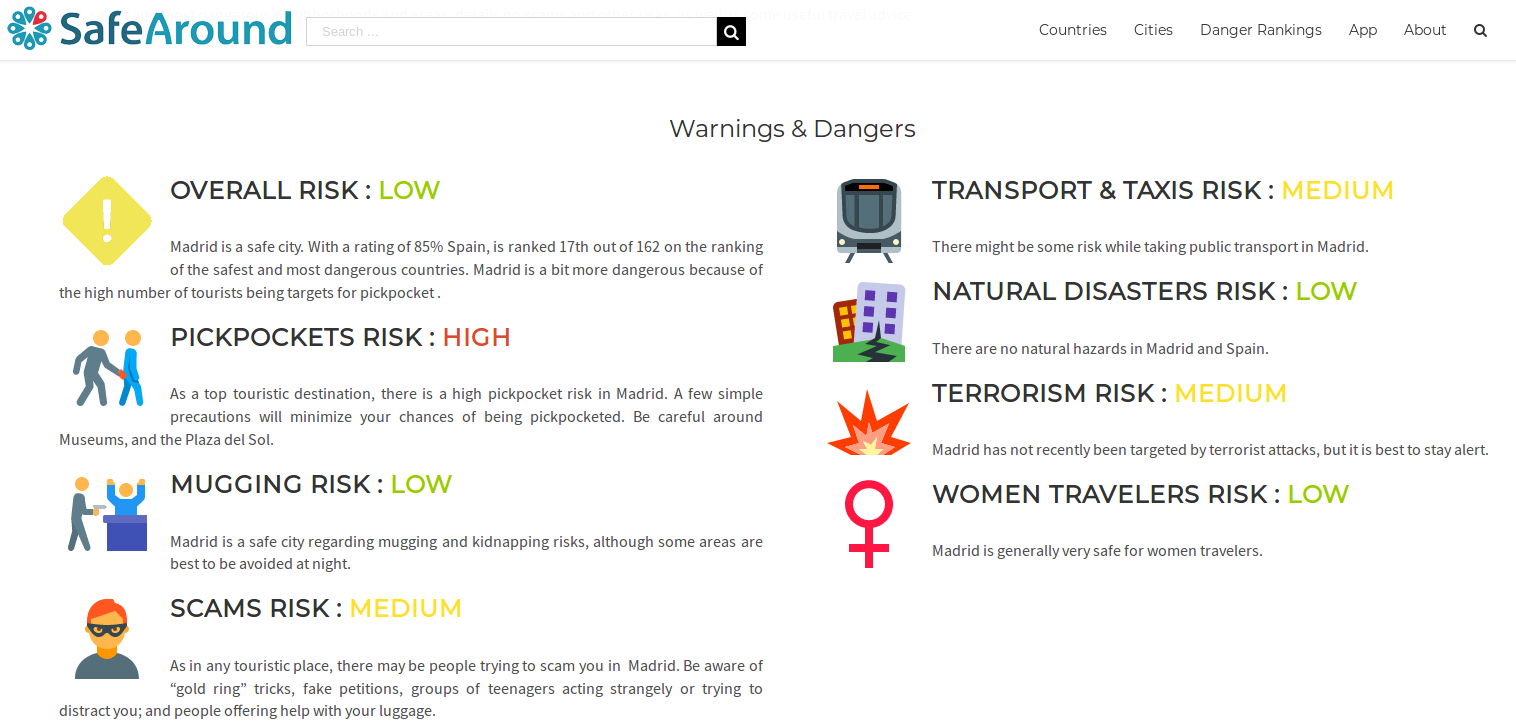 SafeAround
Search ...
Countries
Cities
Danger Rankings
App
About
Warnings & Dangers
OVERALL RISK : LOW
Madrid is a safe city. With a rating of 85% Spain, is ranked 17th out of 162 on the ranking
of the safest and most dangerous countries. Madrid is a bit more dangerous because of
the high number of tourists being targets for pickpocket .
PICKPOCKETS RISK : HIGH
As a top touristic destination, there is a high pickpocket risk in Madrid. A few simple
precautions will minimize your chances of being pickpocketed. Be careful around
Museums, and the Plaza del Sol.
MUGGING RISK : LOW
Madrid is a safe city regarding mugging and kidnapping risks, although some areas are
best to be avoided at night.
SCAMS RISK : MEDIUM
As in any touristic place, there may be people trying to scam you in  Madrid. Be aware of
“gold ring” tricks, fake petitions, groups of teenagers acting strangely or trying to
distract you; and people offering help with your luggage.
TRANSPORT & TAXIS RISK : MEDIUM
There might be some risk while taking public transport in Madrid.
NATURAL DISASTERS RISK : LOW
There are no natural hazards in Madrid and Spain.
TERRORISM RISK : MEDIUM
Madrid has not recently been targeted by terrorist attacks, but it is best to stay alert.
WOMEN TRAVELERS RISK : LOW
Madrid is generally very safe for women travelers.